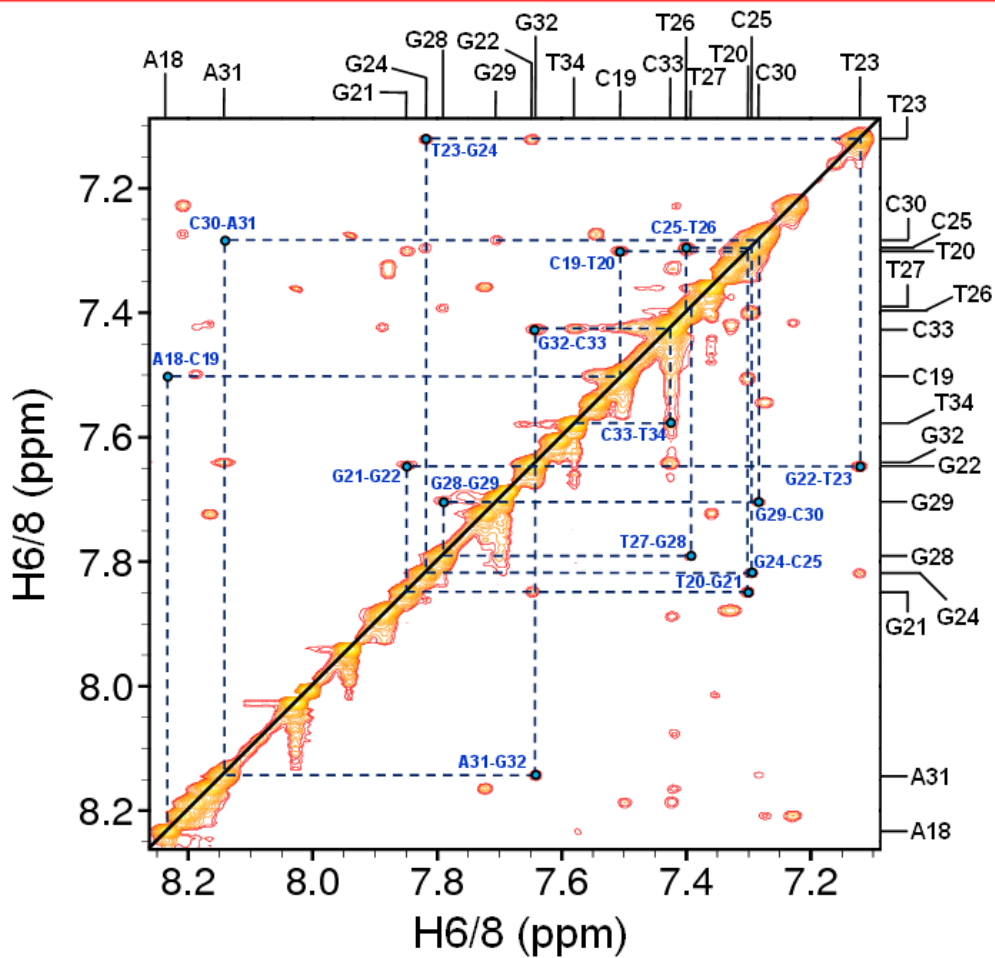 G32 T26 C25
A18 A31 G24 G28 G22 G29 T34 C19 C33 T27 T20 C30 T23
G21
T23
T23-G24
7.2
C30-A31 C25-T26 C30
C25
C19-T20 T20
T27
7.4
T26
G32-C33 C33
A18-C19 C19
T34
C33-T34
7.6
G32
G21-G22 G28-G29 G22-T23 G22
G29-C30 G29
T27-G28 G28
7.8
G24-C25
T20-G21 G24
G21
8.0
A31-G32 A31
8.2
A18
8.2 8.0 7.8 7.6 7.4 7.2
H6/8 (ppm)
H6/8 (ppm)